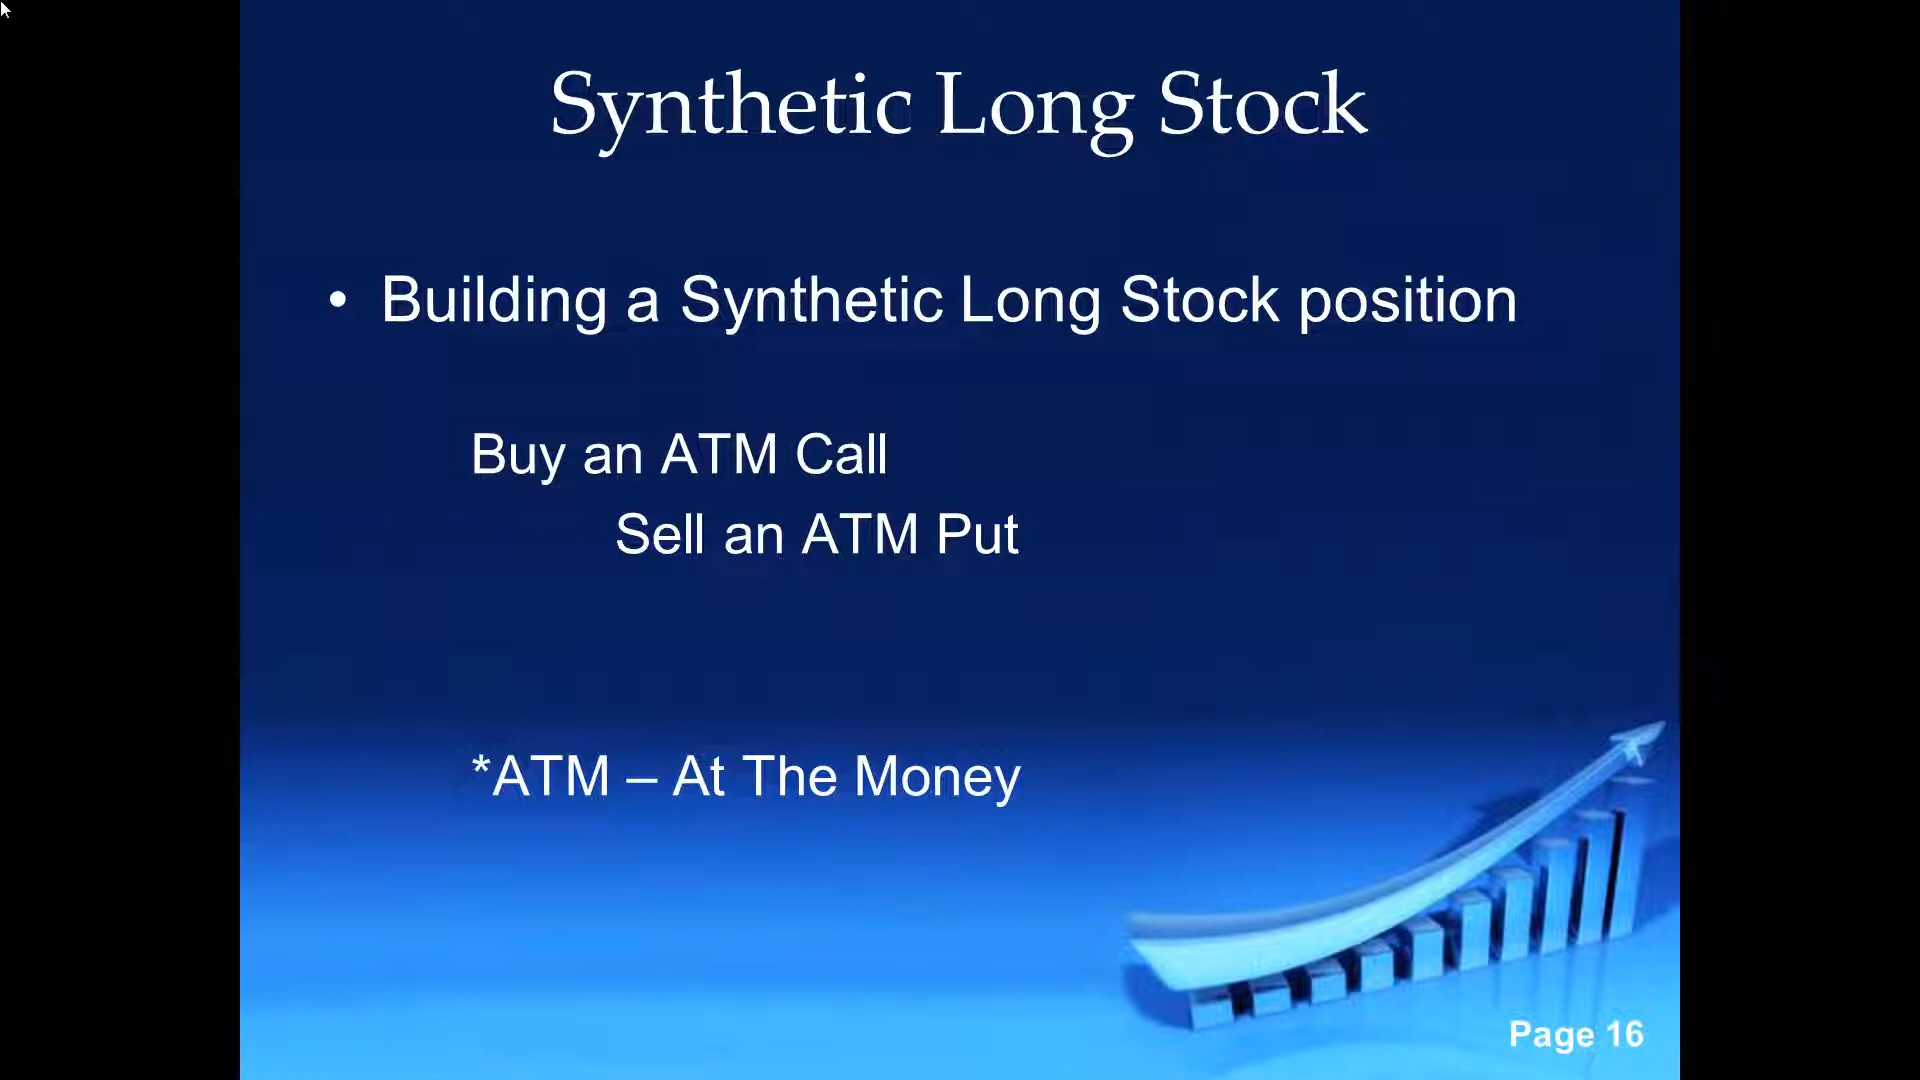 Synthetic Long Stock
• Building a Synthetic Long Stock position
Buy an ATM Call
Sell an ATM Put
*ATM – At The Money
Page 16